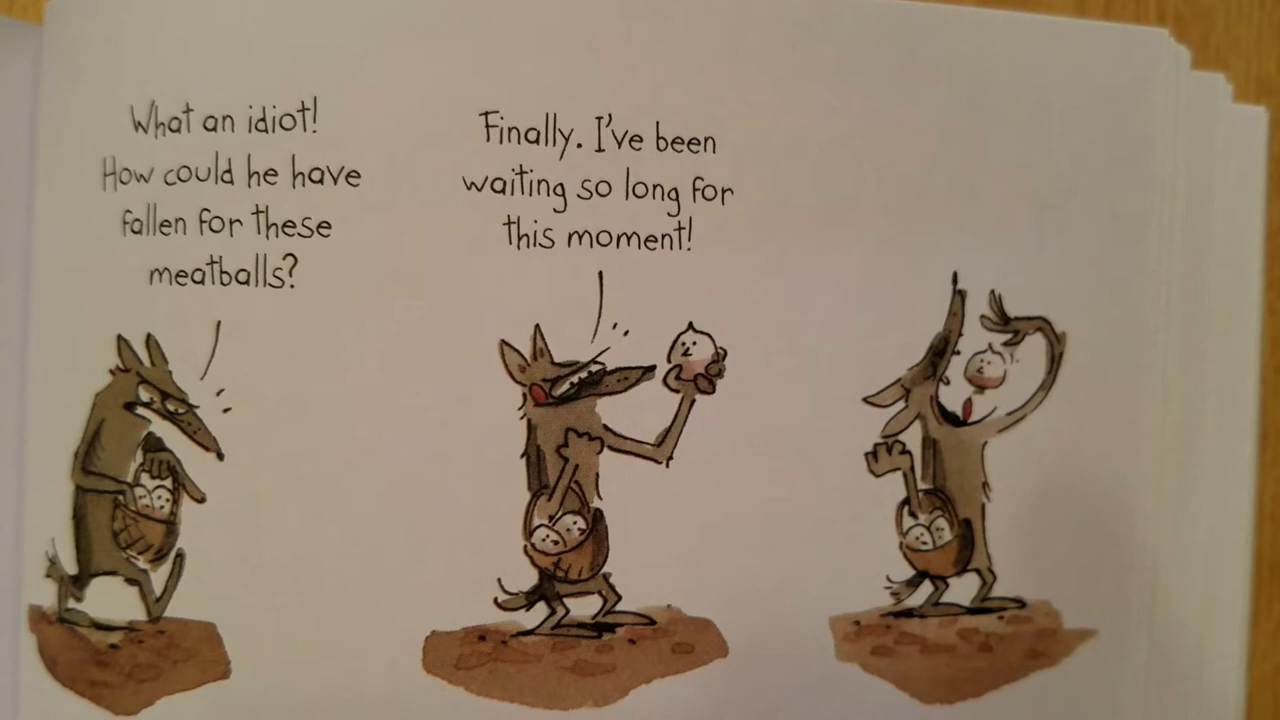 What an idiot!
How could he have
fallen for these
meatballs?
Finally. I've been
waiting so long for
this moment!